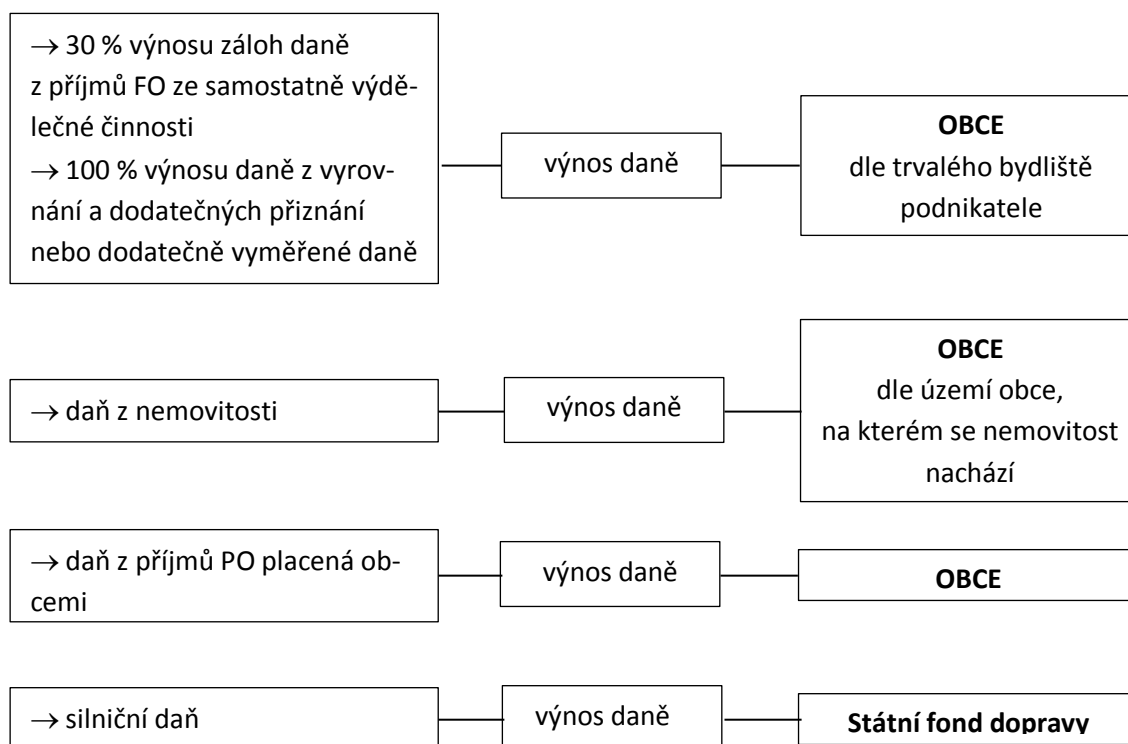 → 30 % výnosu záloh daně
z příjmů FO ze samostatně výdě-
lečné činnosti
→ 100 % výnosu daně z vyrov-
nání a dodatečných přiznání
nebo dodatečně vyměřené daně
výnos daně
OBCE
dle trvalého bydliště
podnikatele
→ daň z nemovitosti
výnos daně
OBCE
dle území obce,
na kterém se nemovitost
nachází
→ daň z příjmů PO placená ob-
cemi
výnos daně
OBCE
→ silniční daň
výnos daně
Státní fond dopravy